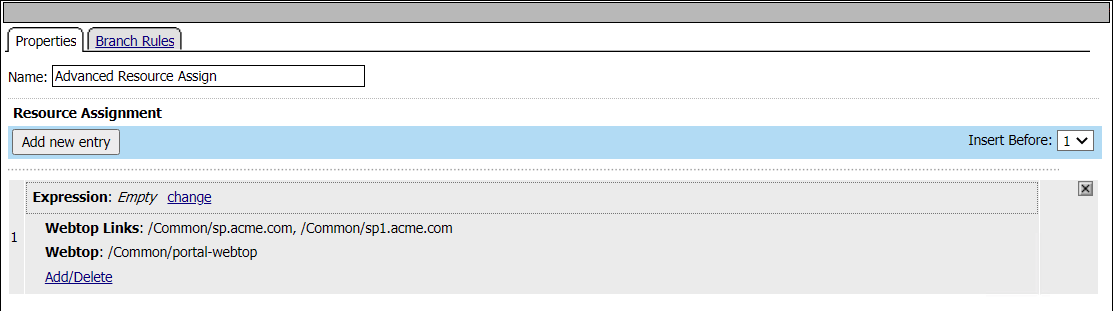 Properties Branch Rules
Name: Advanced Resource Assign
Resource Assignment
Add new entry Insert Before: 1
Expression: Empty change
1
Webtop Links: /Common/sp.acme.com, /Common/sp1.acme.com
Webtop: /Common/portal-webtop
Add/Delete